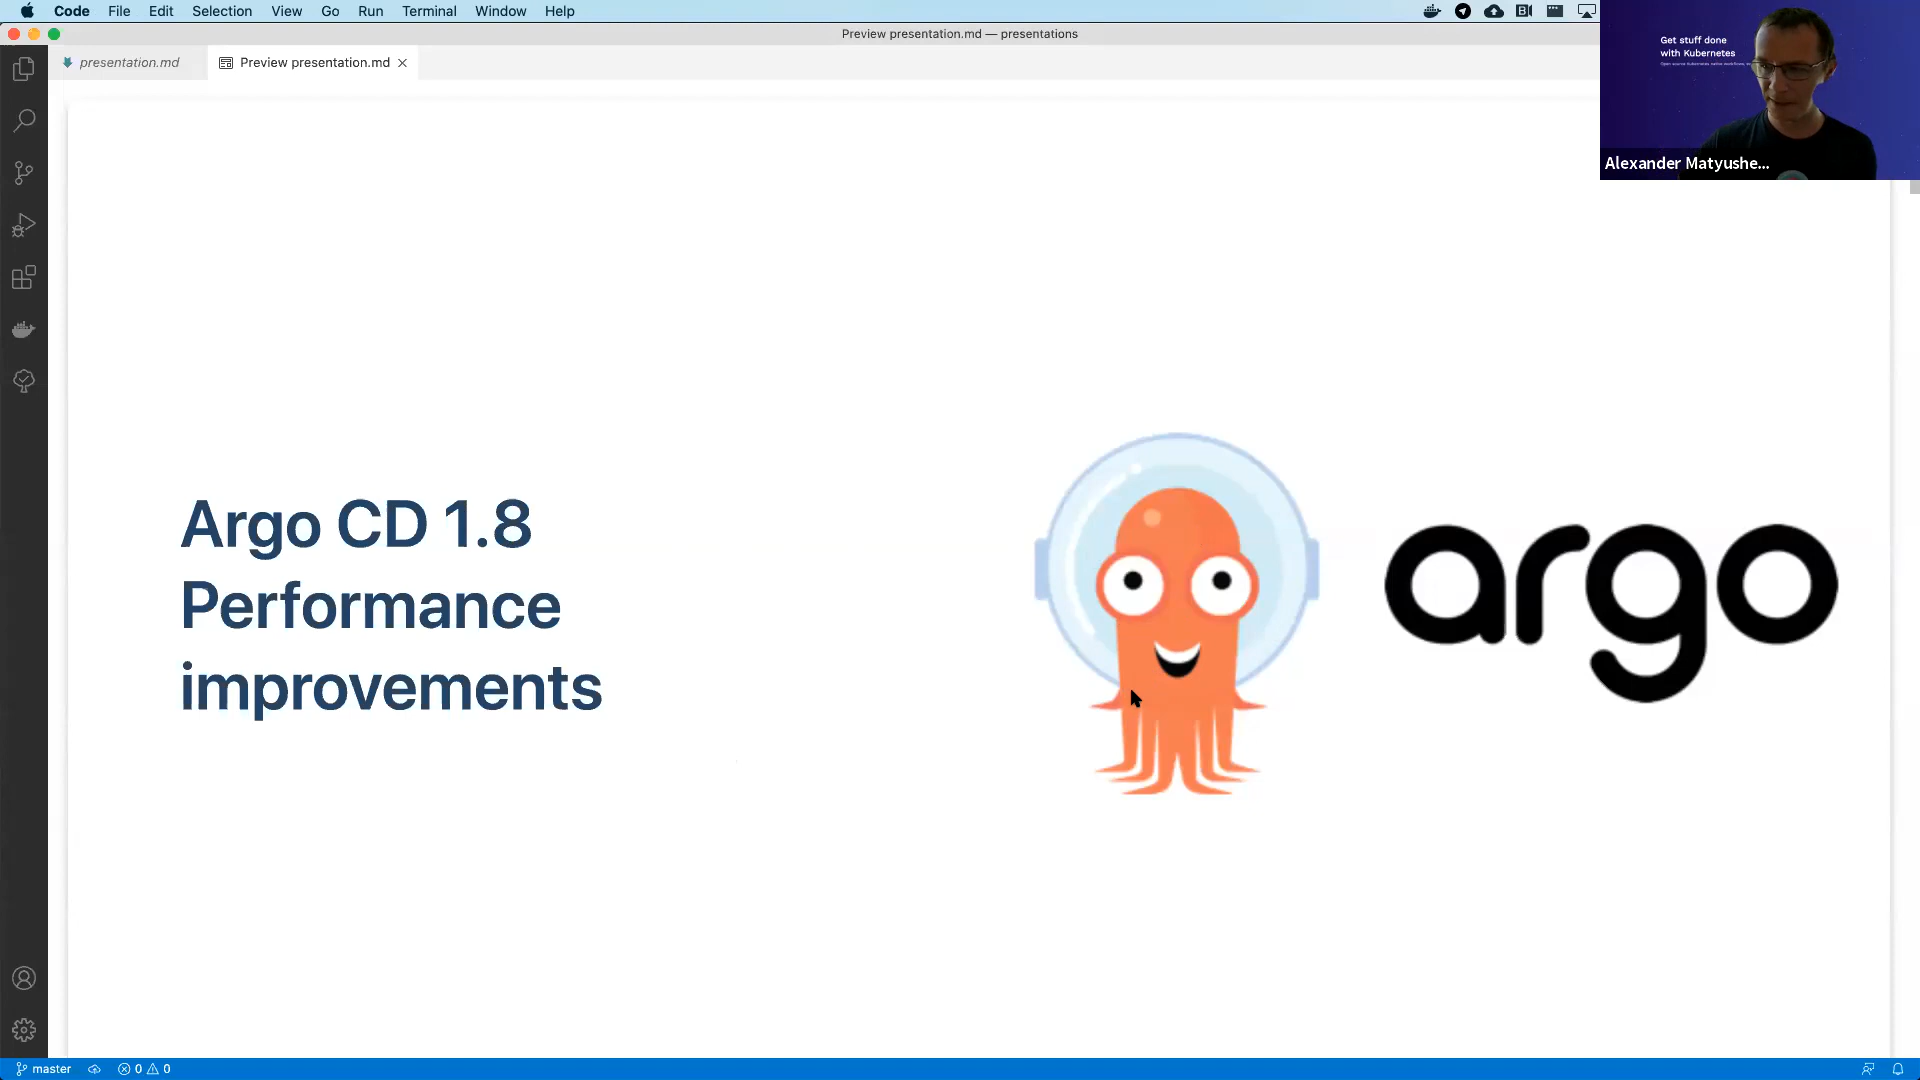 Code File Edit Selection View Go Run Terminal Window Help
Preview presentation.md — presentations
presentation.md
Preview presentation.md
Get stuff done
with Kubernetes
Alexander Matyushe...
Argo CD 1.8
Performance
improvements
argo
master 0 0